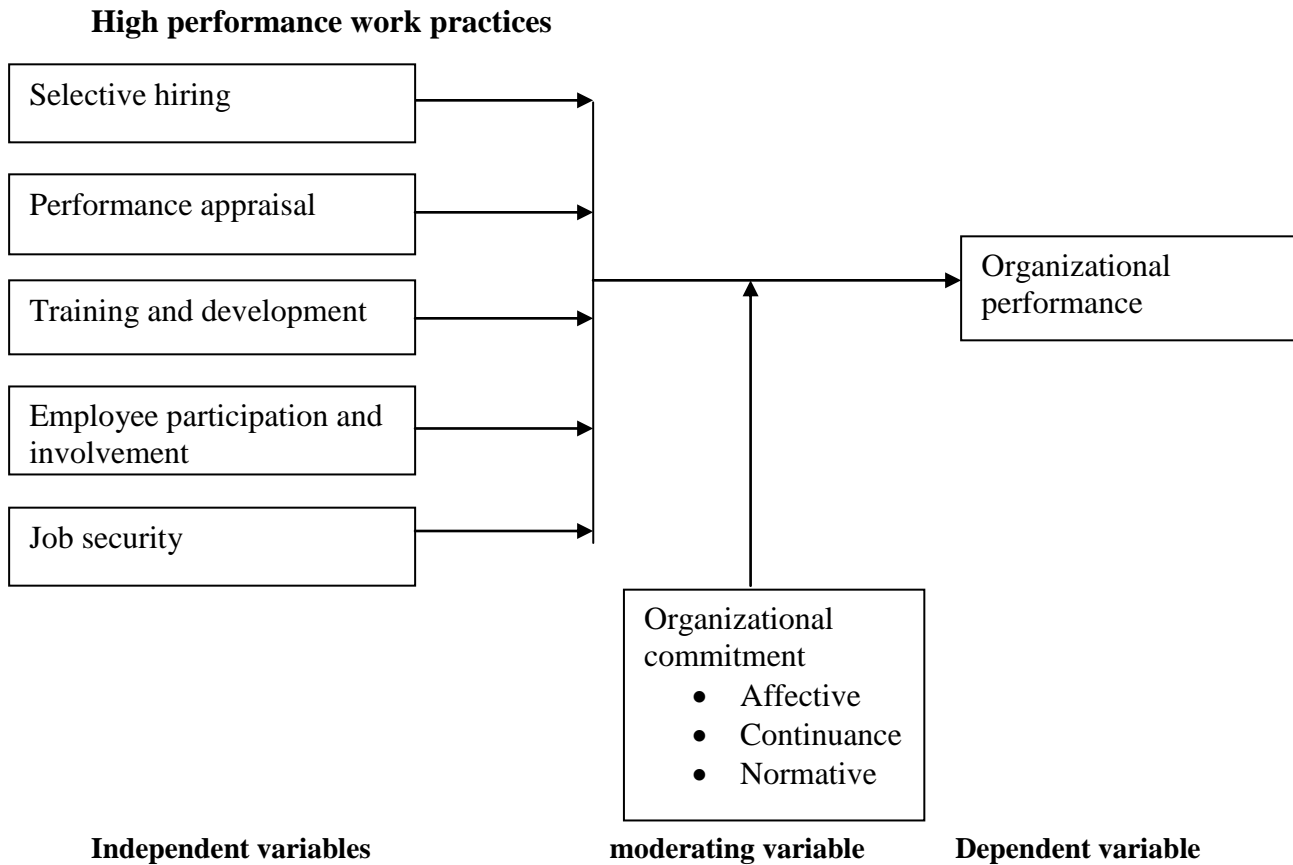 High performance work practices
Selective hiring
Performance appraisal
Training and development
Employee participation and
involvement
Job security
Organizational
performance
Organizational
commitment
• Affective
• Continuance
• Normative
Independent variables
moderating variable
Dependent variable